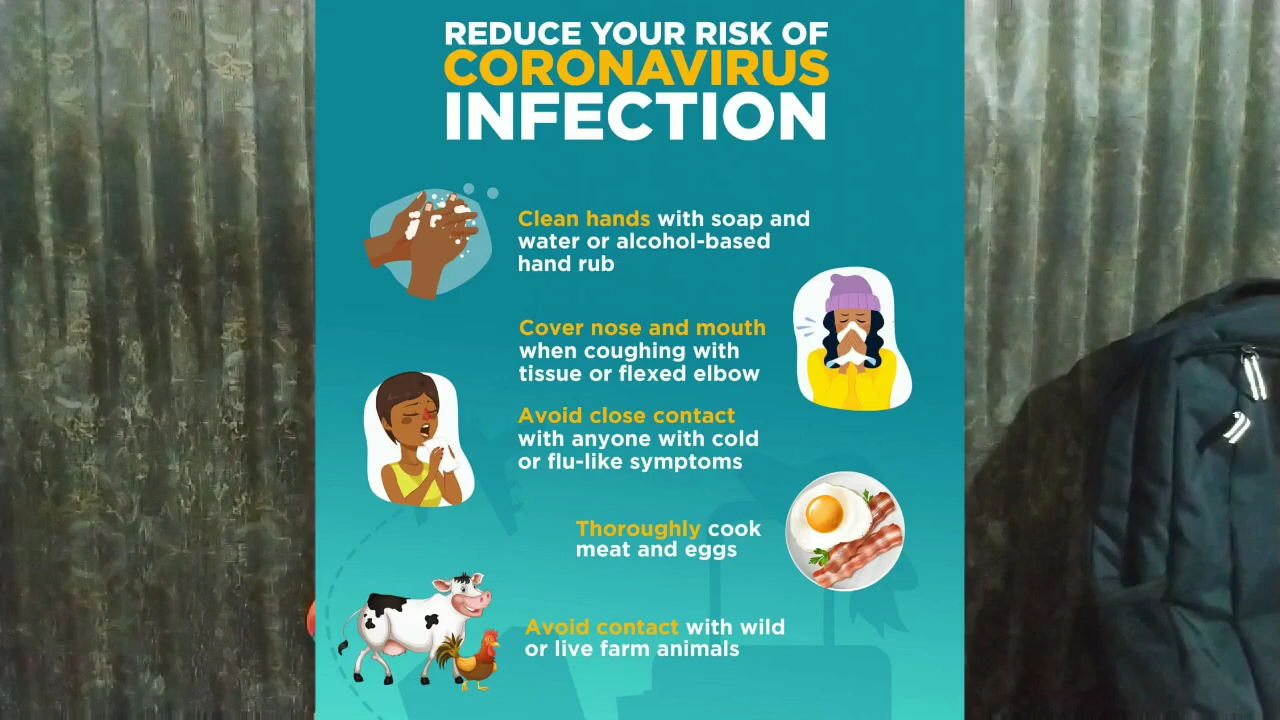 REDUCE YOUR RISK OF
CORONAVIRUS
INFECTION
Clean hands with soap and
water or alcohol-based
hand rub
Cover nose and mouth
when coughing with
tissue or flexed elbow
Avoid close contact
with anyone with cold
or flu-like symptoms
Thoroughly cook
meat and eggs
Avoid contact with wild
or live farm animals